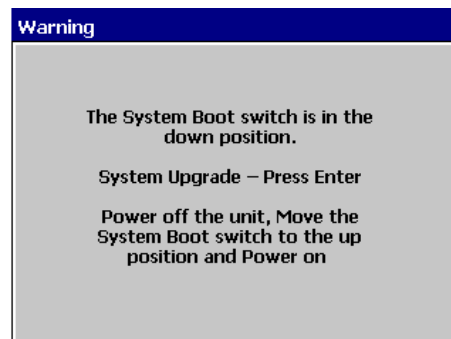 Warning
The System Boot switch is in the
down position.
System Upgrade – Press Enter
Power off the unit, Move the
System Boot switch to the up
position and Power on